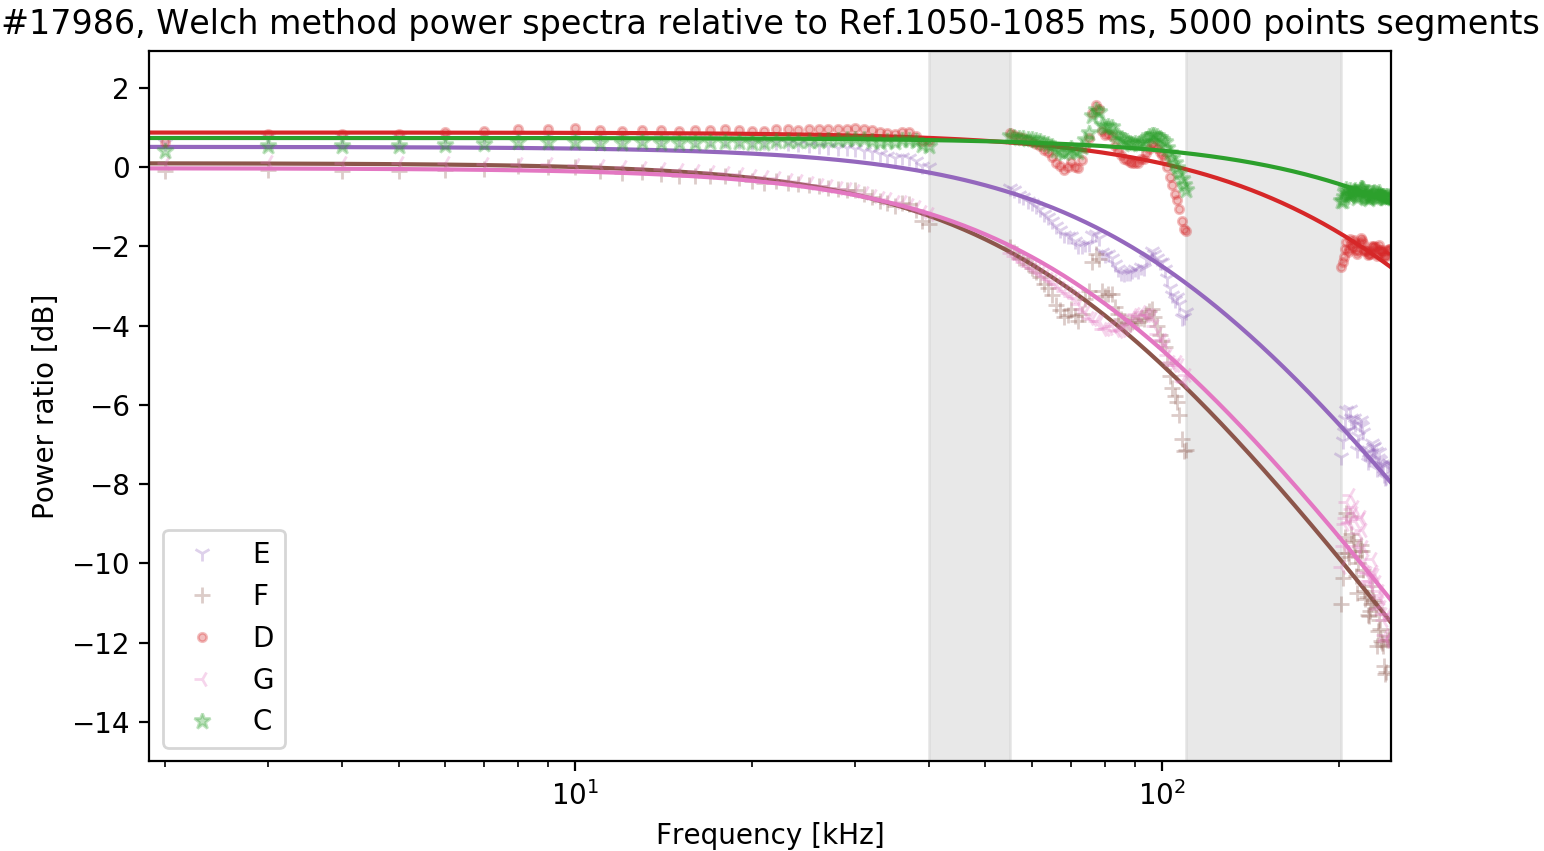 #17986, Welch method power spectra relative to Ref.1050-1085 ms, 5000 points segments
2
0
−2
−4
−6
−8
−10
−12
−14
Power ratio [dB]
E
F
D
G
C
10¹
10²
Frequency [kHz]